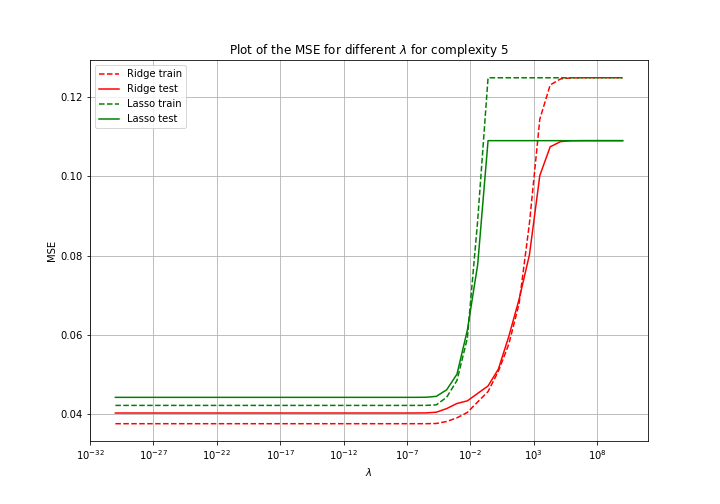 Plot of the MSE for different λ for complexity 5
Ridge train
Ridge test
Lasso train
Lasso test
MSE
0.12
0.10
0.08
0.06
0.04
10⁻³² 10⁻²⁷ 10⁻²² 10⁻¹⁷ 10⁻¹² 10⁻⁷ 10⁻² 10³ 10⁸
λ